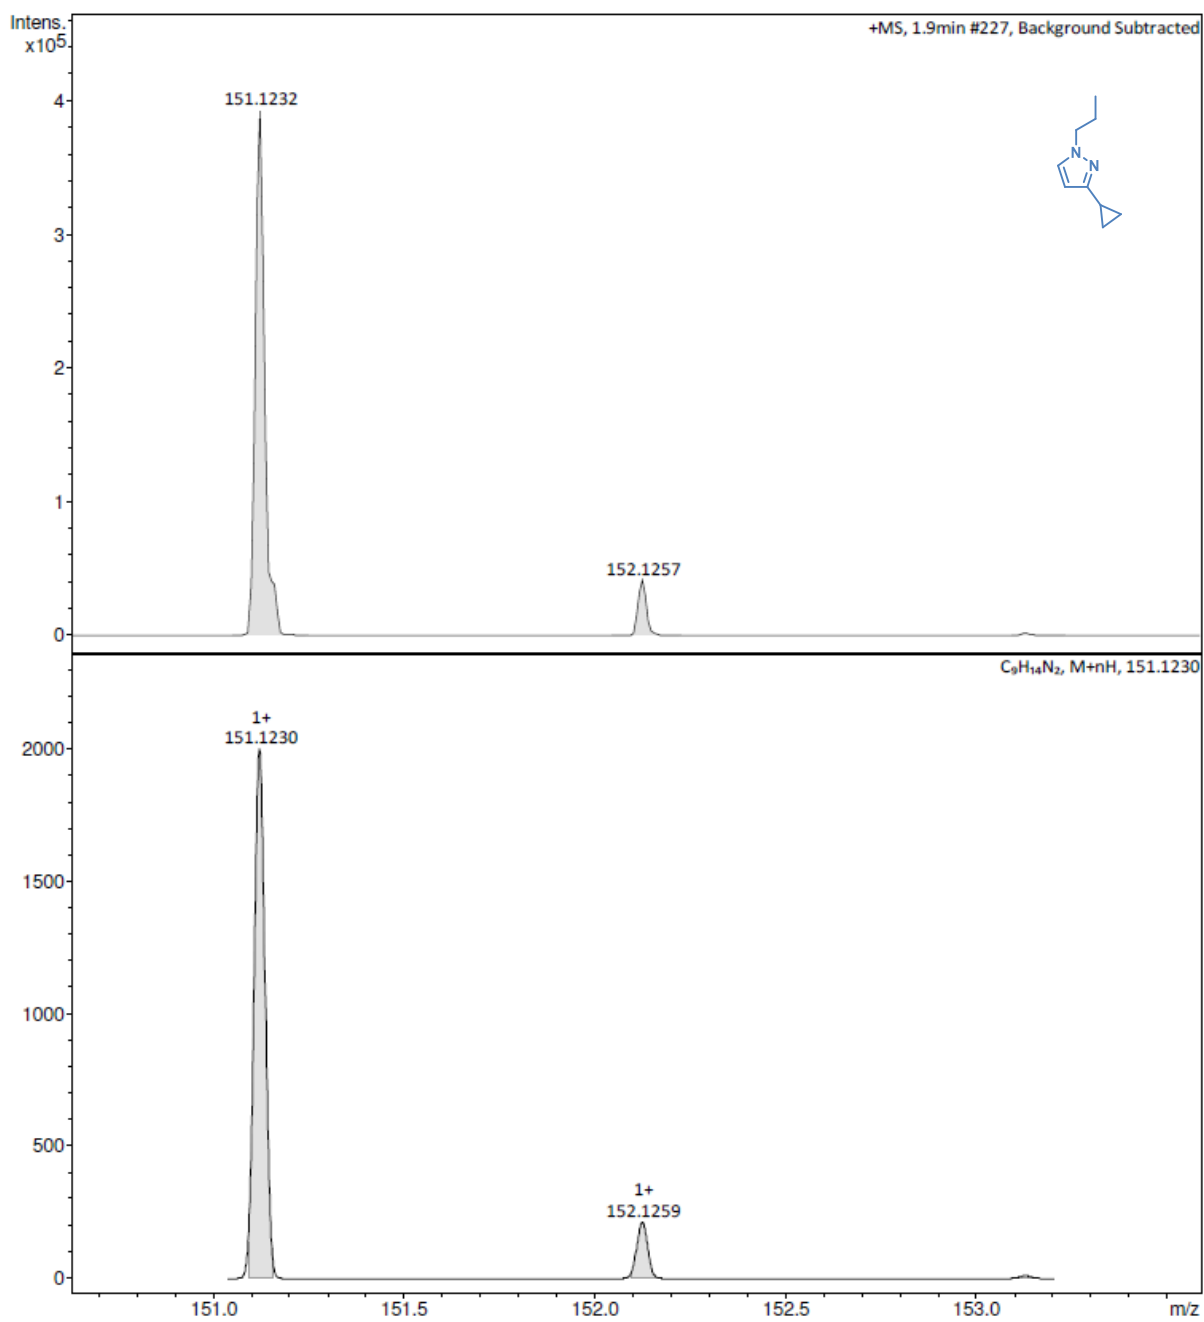 Intens.
x10⁵
+MS, 1.9min #227, Background Subtracted
151.1232
4
3
2
1
0
152.1257
N
N
C₉H₁₄N₂, M+nH, 151.1230
1+
151.1230
2000
1500
1000
500
0
1+
152.1259
151.0 151.5 152.0 152.5 153.0 m/z